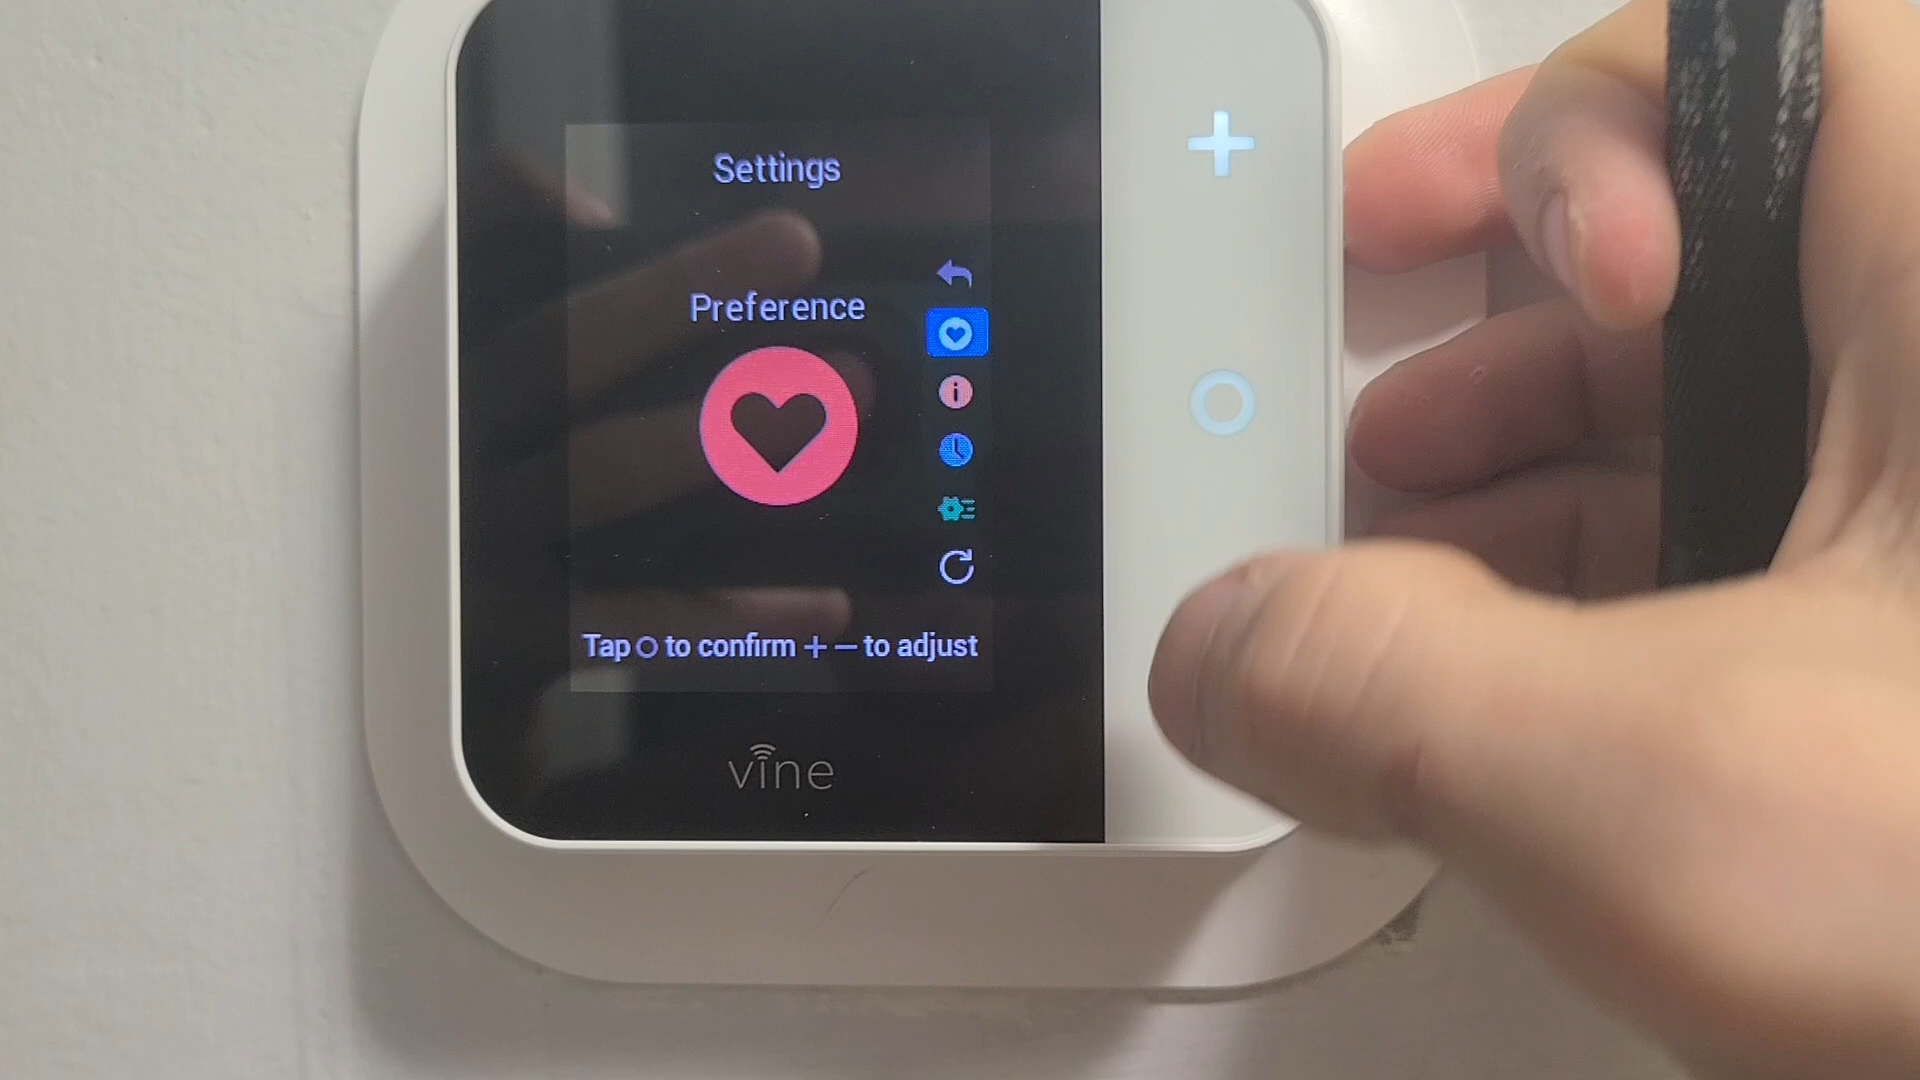 Settings
Preference
Tap O to confirm + − to adjust
vine